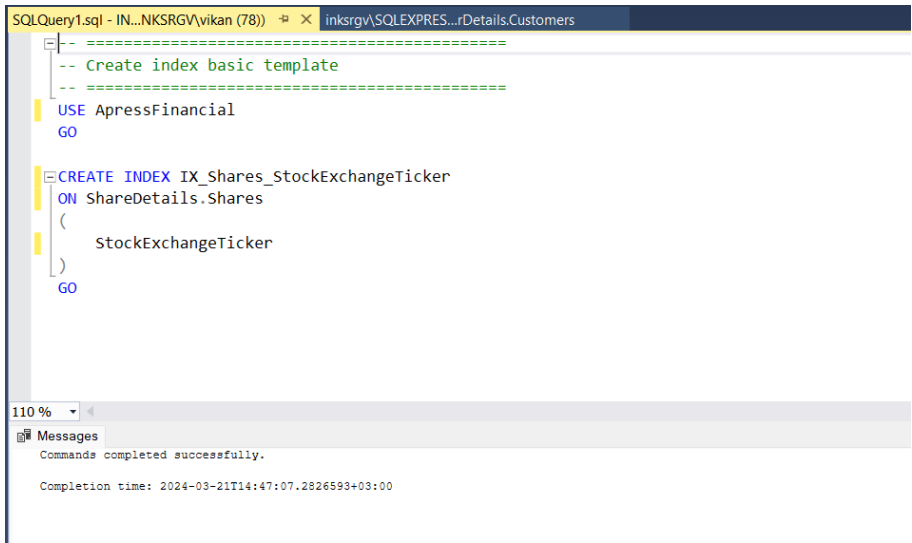 SQLQuery1.sql - IN...NKSRGV\vikan (78)) inksrgv\SQLEXPRES...rDetails.Customers
-- =============================================
-- Create index basic template
-- =============================================
USE ApressFinancial
GO
CREATE INDEX IX_Shares_StockExchangeTicker
ON ShareDetails.Shares
(
StockExchangeTicker
)
GO
110 %
Messages
Commands completed successfully.
Completion time: 2024-03-21T14:47:07.2826593+03:00